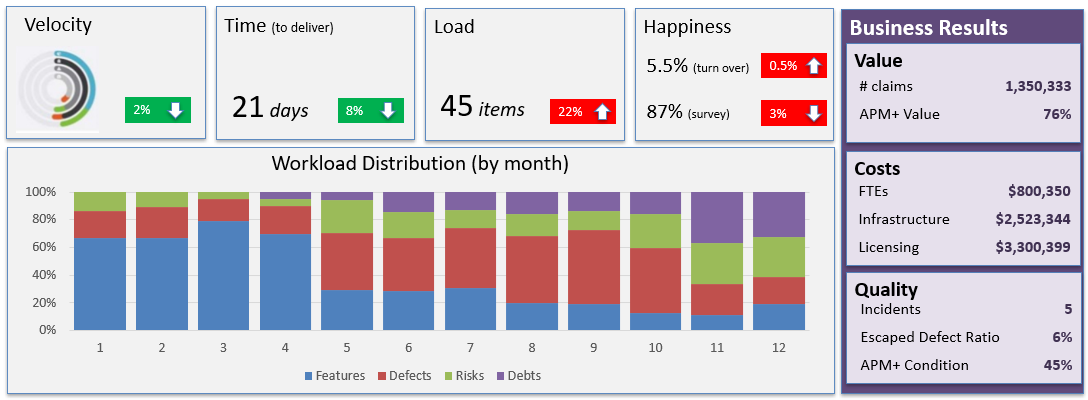 Velocity
2%
Time (to deliver)
21 days
8%
Load
45 items
22%
Happiness
5.5% (turn over)
0.5%
87% (survey)
3%
Workload Distribution (by month)
100%
80%
60%
40%
20%
0%
1 2 3 4 5 6 7 8 9 10 11 12
Features Defects Risks Debts
Business Results
Value
# claims 1,350,333
APM+ Value 76%
Costs
FTEs $800,350
Infrastructure $2,523,344
Licensing $3,300,399
Quality
Incidents 5
Escaped Defect Ratio 6%
APM+ Condition 45%